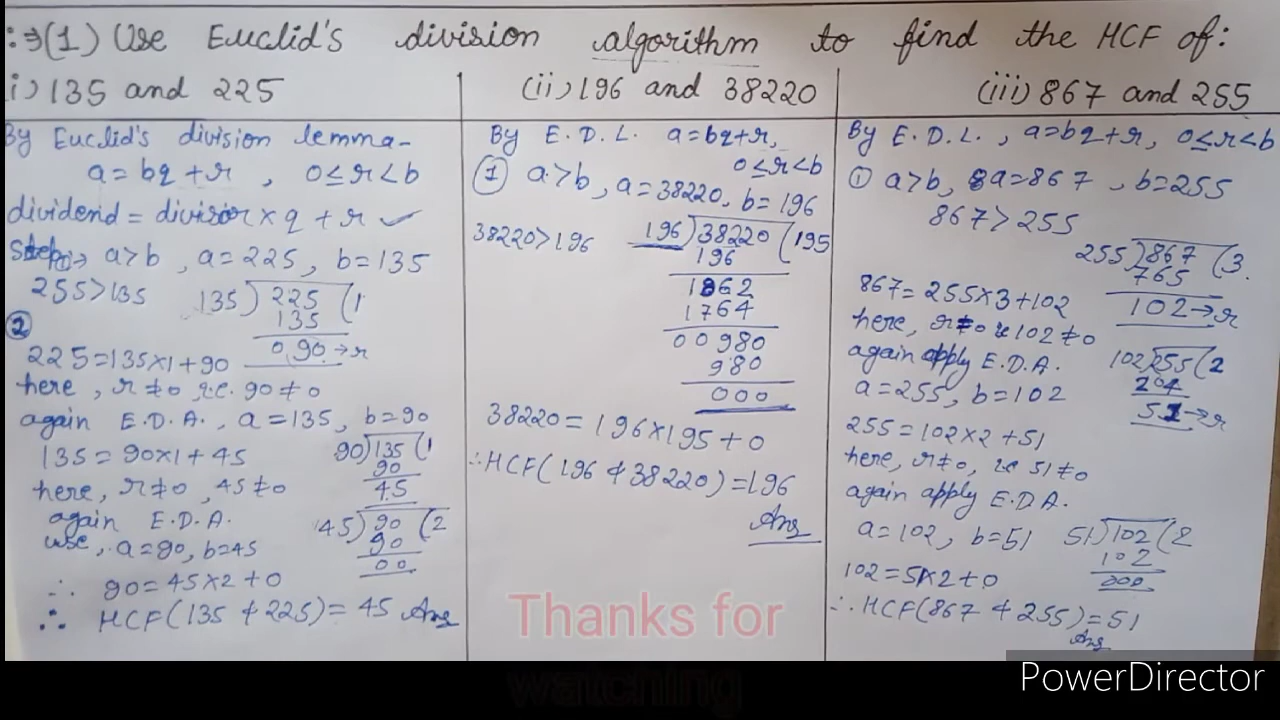 :⇒(1) Use Euclid's division algorithm to find the HCF of:
i) 135 and 225
By Euclid's division lemma-
a = bq + r , 0≤r<b
dividend = divisor × q + r ✓
Step:→ a>b , a=225, b=135
255>135
135) 225 (1
135
090→r
②
225=135×1+90
here, r≠0 i.e. 90≠0
again E.D.A., a=135, b=90
135=90×1+45
90)135(1
90
45
here, r≠0, 45≠0
again E.D.A.
use, a=90, b=45
45)90(2
90
00
∴ 90=45×2+0
∴ HCF(135 & 225)=45 Ans
(ii) 196 and 38220
By E.D.L. a=bq+r,
0≤r<b
① a>b, a=38220, b=196
38220>196
196)38220(195
196
1862
1764
00980
980
000
38220=196×195+0
∴HCF(196 & 38220)=196
Ans
(iii) 867 and 255
By E.D.L., a=bq+r, 0≤r<b
① a>b, a=867, b=255
867>255
255)867(3
765
102→r
867=255×3+102
here, r≠0 ie 102≠0
again apply E.D.A.
a=255, b=102
102)255(2
204
51→r
255=102×2+51
here, r≠0, ie 51≠0
again apply E.D.A.
a=102, b=51
51)102(2
102
000
102=51×2+0
∴HCF(867 & 255)=51
Ans
Thanks for
watching
PowerDirector